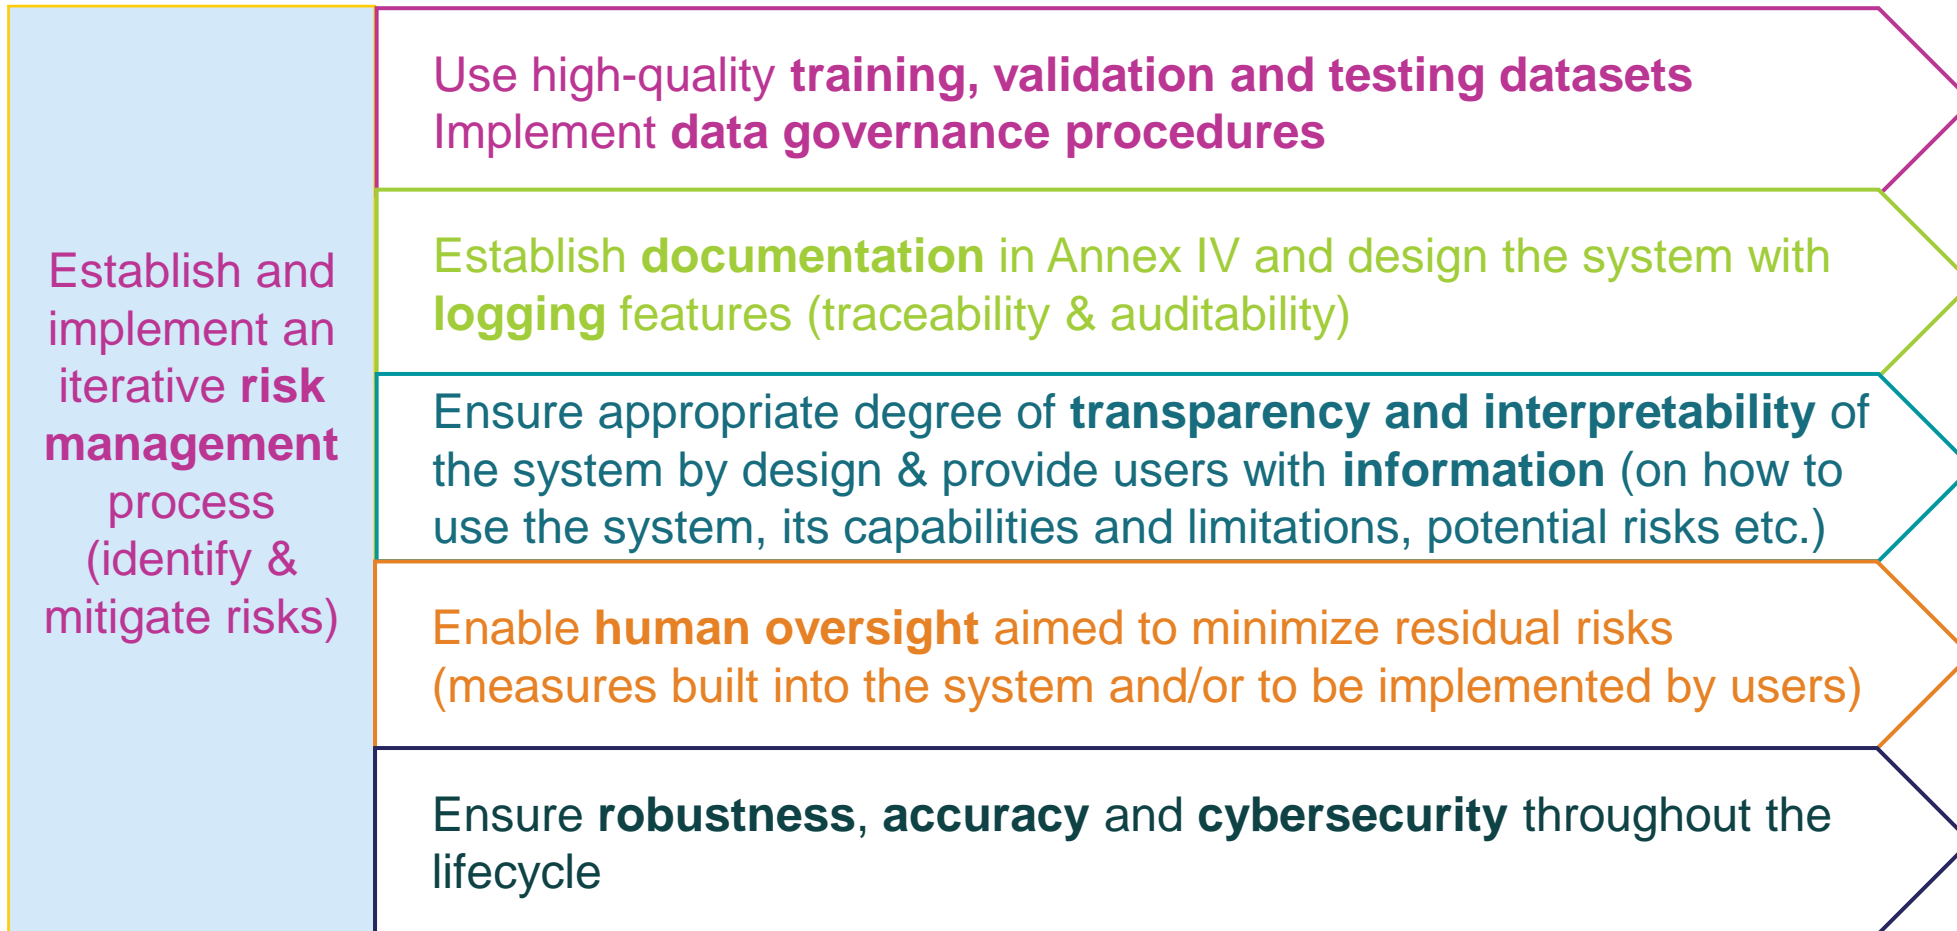 Establish and
implement an
iterative risk
management
process
(identify &
mitigate risks)
Use high-quality training, validation and testing datasets
Implement data governance procedures
Establish documentation in Annex IV and design the system with
logging features (traceability & auditability)
Ensure appropriate degree of transparency and interpretability of
the system by design & provide users with information (on how to
use the system, its capabilities and limitations, potential risks etc.)
Enable human oversight aimed to minimize residual risks
(measures built into the system and/or to be implemented by users)
Ensure robustness, accuracy and cybersecurity throughout the
lifecycle